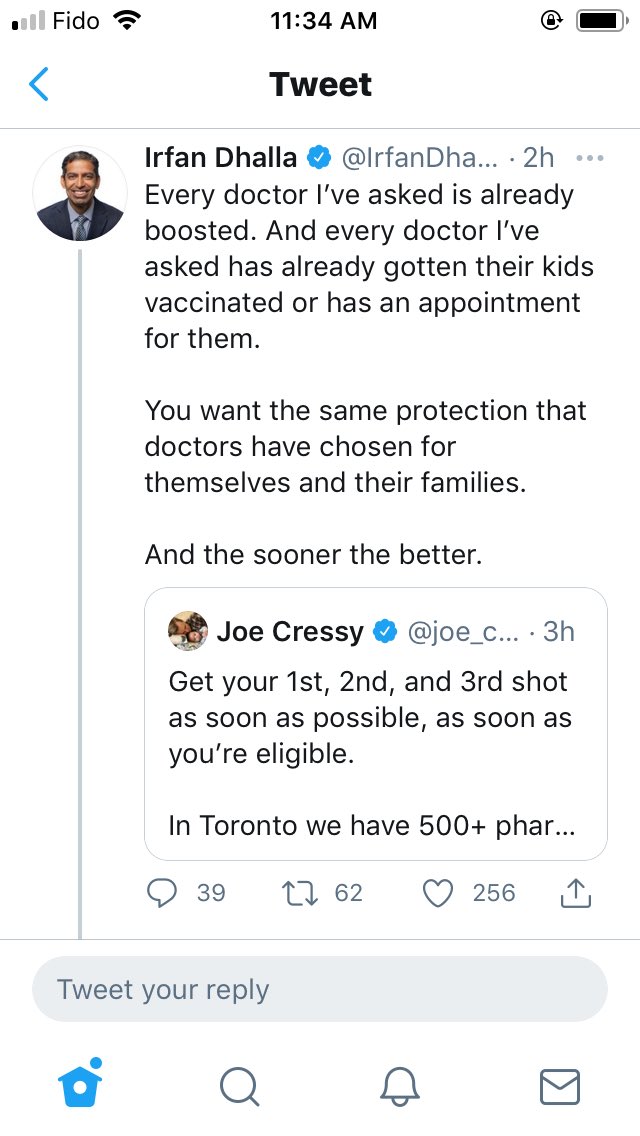 Fido 11:34 AM
Tweet
Irfan Dhalla @IrfanDha... · 2h
Every doctor I’ve asked is already
boosted. And every doctor I’ve
asked has already gotten their kids
vaccinated or has an appointment
for them.
You want the same protection that
doctors have chosen for
themselves and their families.
And the sooner the better.
Joe Cressy @joe_c... · 3h
Get your 1st, 2nd, and 3rd shot
as soon as possible, as soon as
you’re eligible.
In Toronto we have 500+ phar...
39 62 256
Tweet your reply